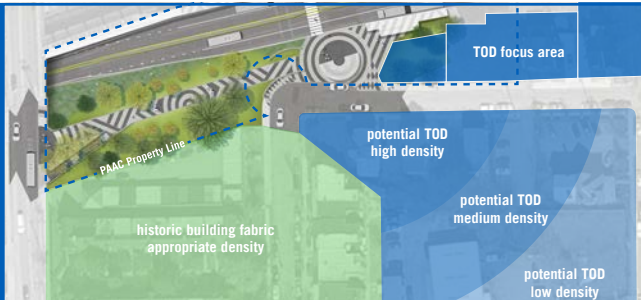 TOD focus area
potential TOD
high density
PAAC Property Line
potential TOD
medium density
historic building fabric
appropriate density
potential TOD
low density